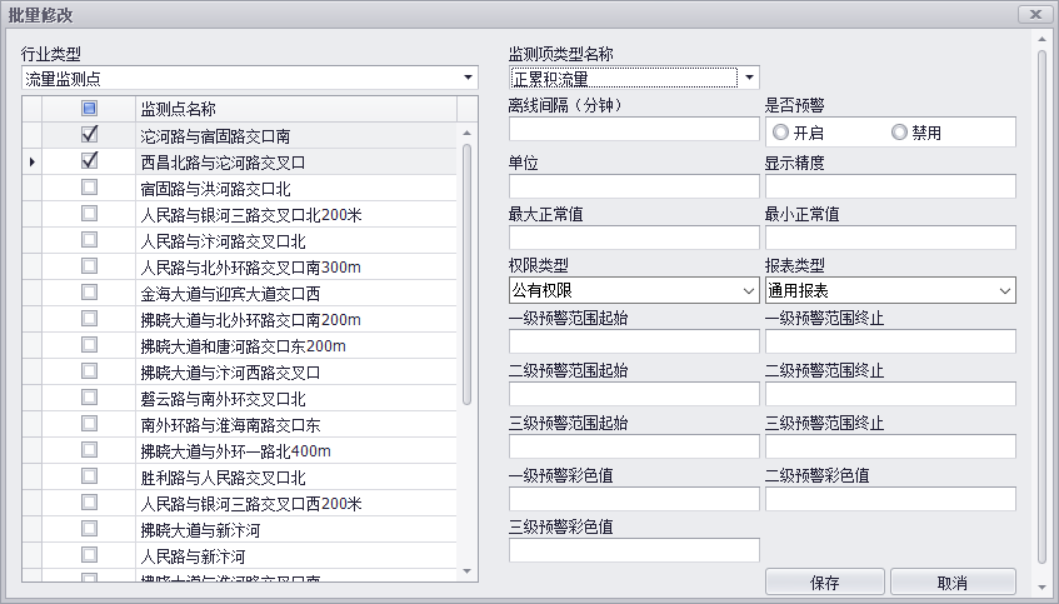 批量修改
行业类型
流量监测点
监测点名称
沱河路与宿固路交口南
西昌北路与沱河路交叉口
宿固路与洪河路交口北
人民路与银河三路交叉口北200米
人民路与汴河路交叉口北
人民路与北外环路交叉口南300m
金海大道与迎宾大道交口西
拂晓大道与北外环路交口南200m
拂晓大道和唐河路交口东200m
拂晓大道与汴河西路交叉口
磬云路与南外环交叉口北
南外环路与淮海南路交口东
拂晓大道与外环一路北400m
胜利路与人民路交叉口北
人民路与银河三路交叉口西200米
拂晓大道与新汴河
人民路与新汴河
监测项类型名称
正累积流量
离线间隔（分钟）
是否预警
开启
禁用
单位
显示精度
最大正常值
最小正常值
权限类型
报表类型
公有权限
通用报表
一级预警范围起始
一级预警范围终止
二级预警范围起始
二级预警范围终止
三级预警范围起始
三级预警范围终止
一级预警彩色值
二级预警彩色值
三级预警彩色值
保存
取消